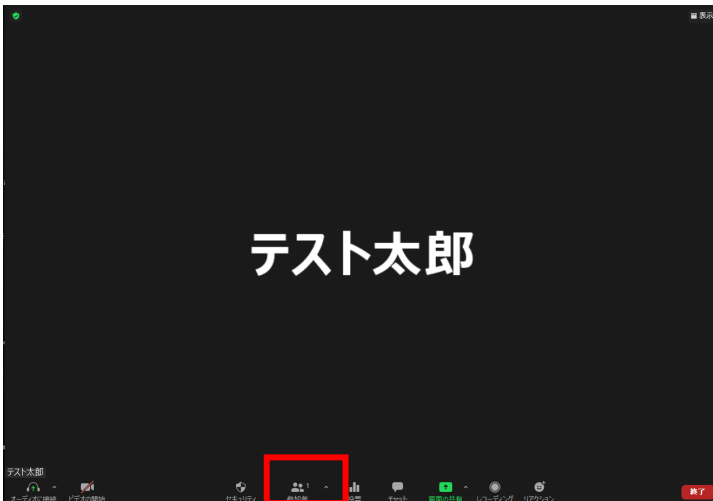 表示
テスト太郎
テスト太郎
1
オーディオに接続 ビデオの開始 セキュリティ 参加者 投票 チャット 画面の共有 レコーディング リアクション
終了